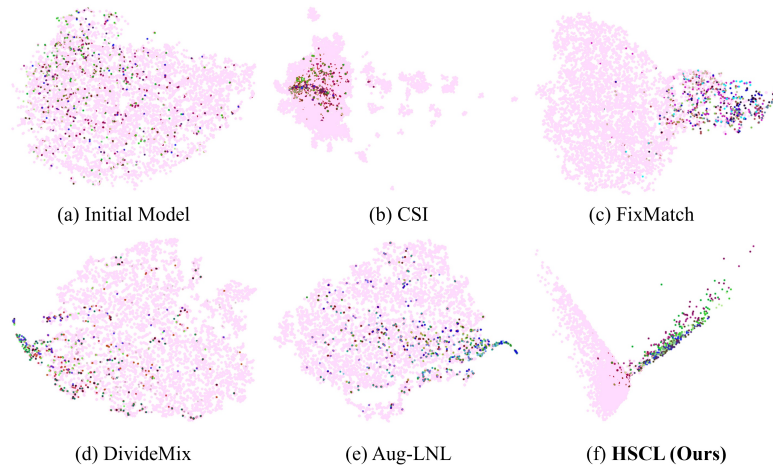 (a) Initial Model
(b) CSI
(c) FixMatch
(d) DivideMix
(e) Aug-LNL
(f) HSCL (Ours)